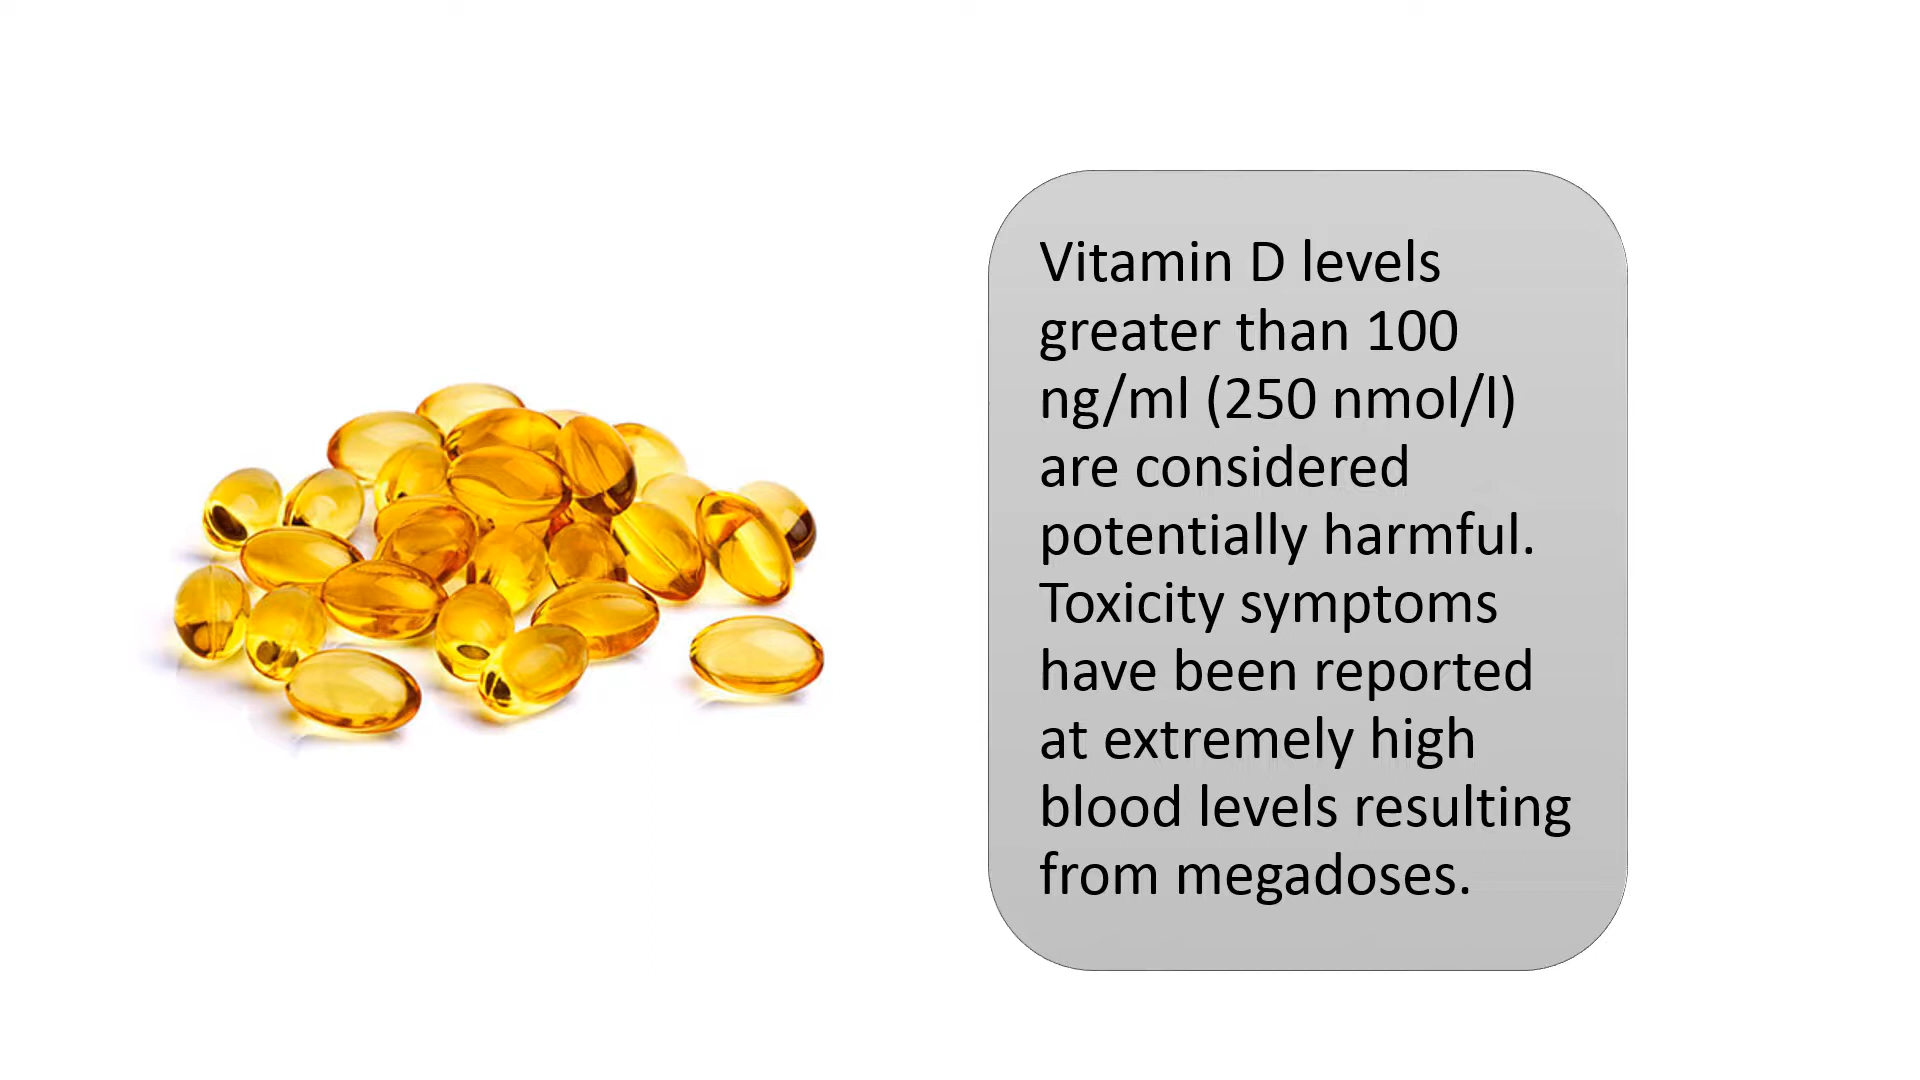 Vitamin D levels
greater than 100
ng/ml (250 nmol/l)
are considered
potentially harmful.
Toxicity symptoms
have been reported
at extremely high
blood levels resulting
from megadoses.